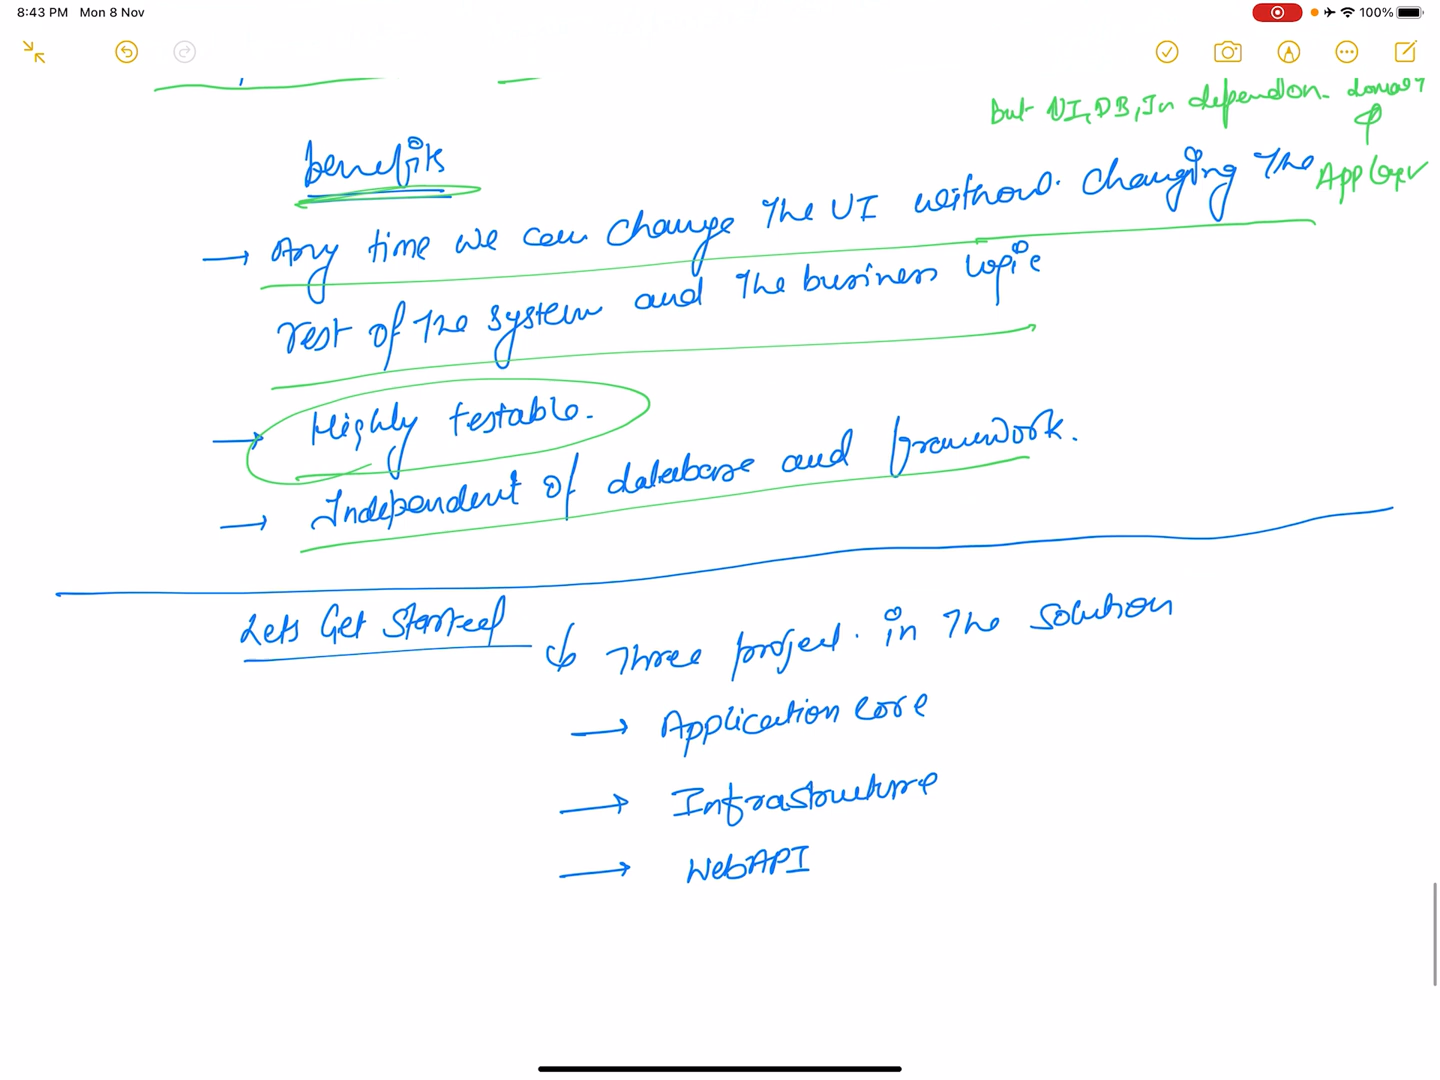 8:43 PM Mon 8 Nov
100%
But UI, DB, In dependon. domain
App layer
benefits
→ Any time we can change the UI without changing the
rest of the system and the business logic
→ Highly testable.
→ Independent of database and framework.
Lets Get Started
Three project in the solution
→ Application core
→ Infrastructure
→ WebAPI